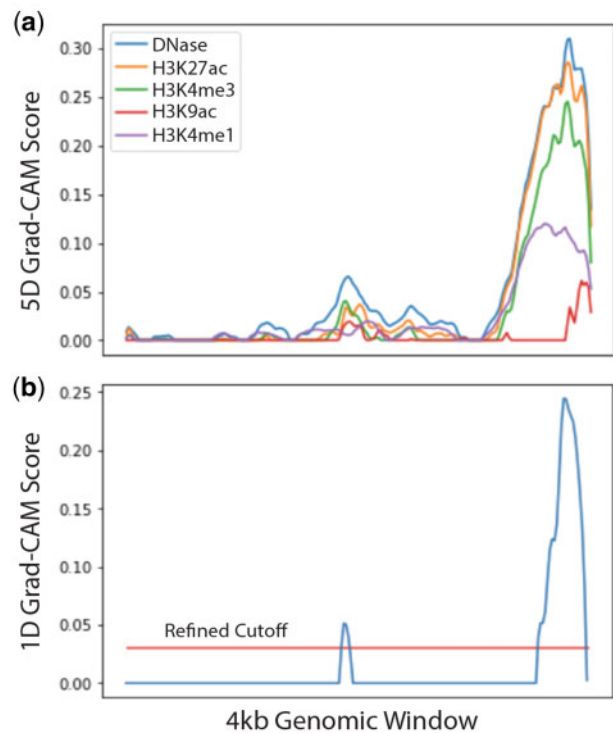 (a)
0.30
0.25
0.20
0.15
0.10
0.05
0.00
5D Grad-CAM Score
DNase
H3K27ac
H3K4me3
H3K9ac
H3K4me1
(b)
0.25
0.20
0.15
0.10
0.05
0.00
1D Grad-CAM Score
Refined Cutoff
4kb Genomic Window